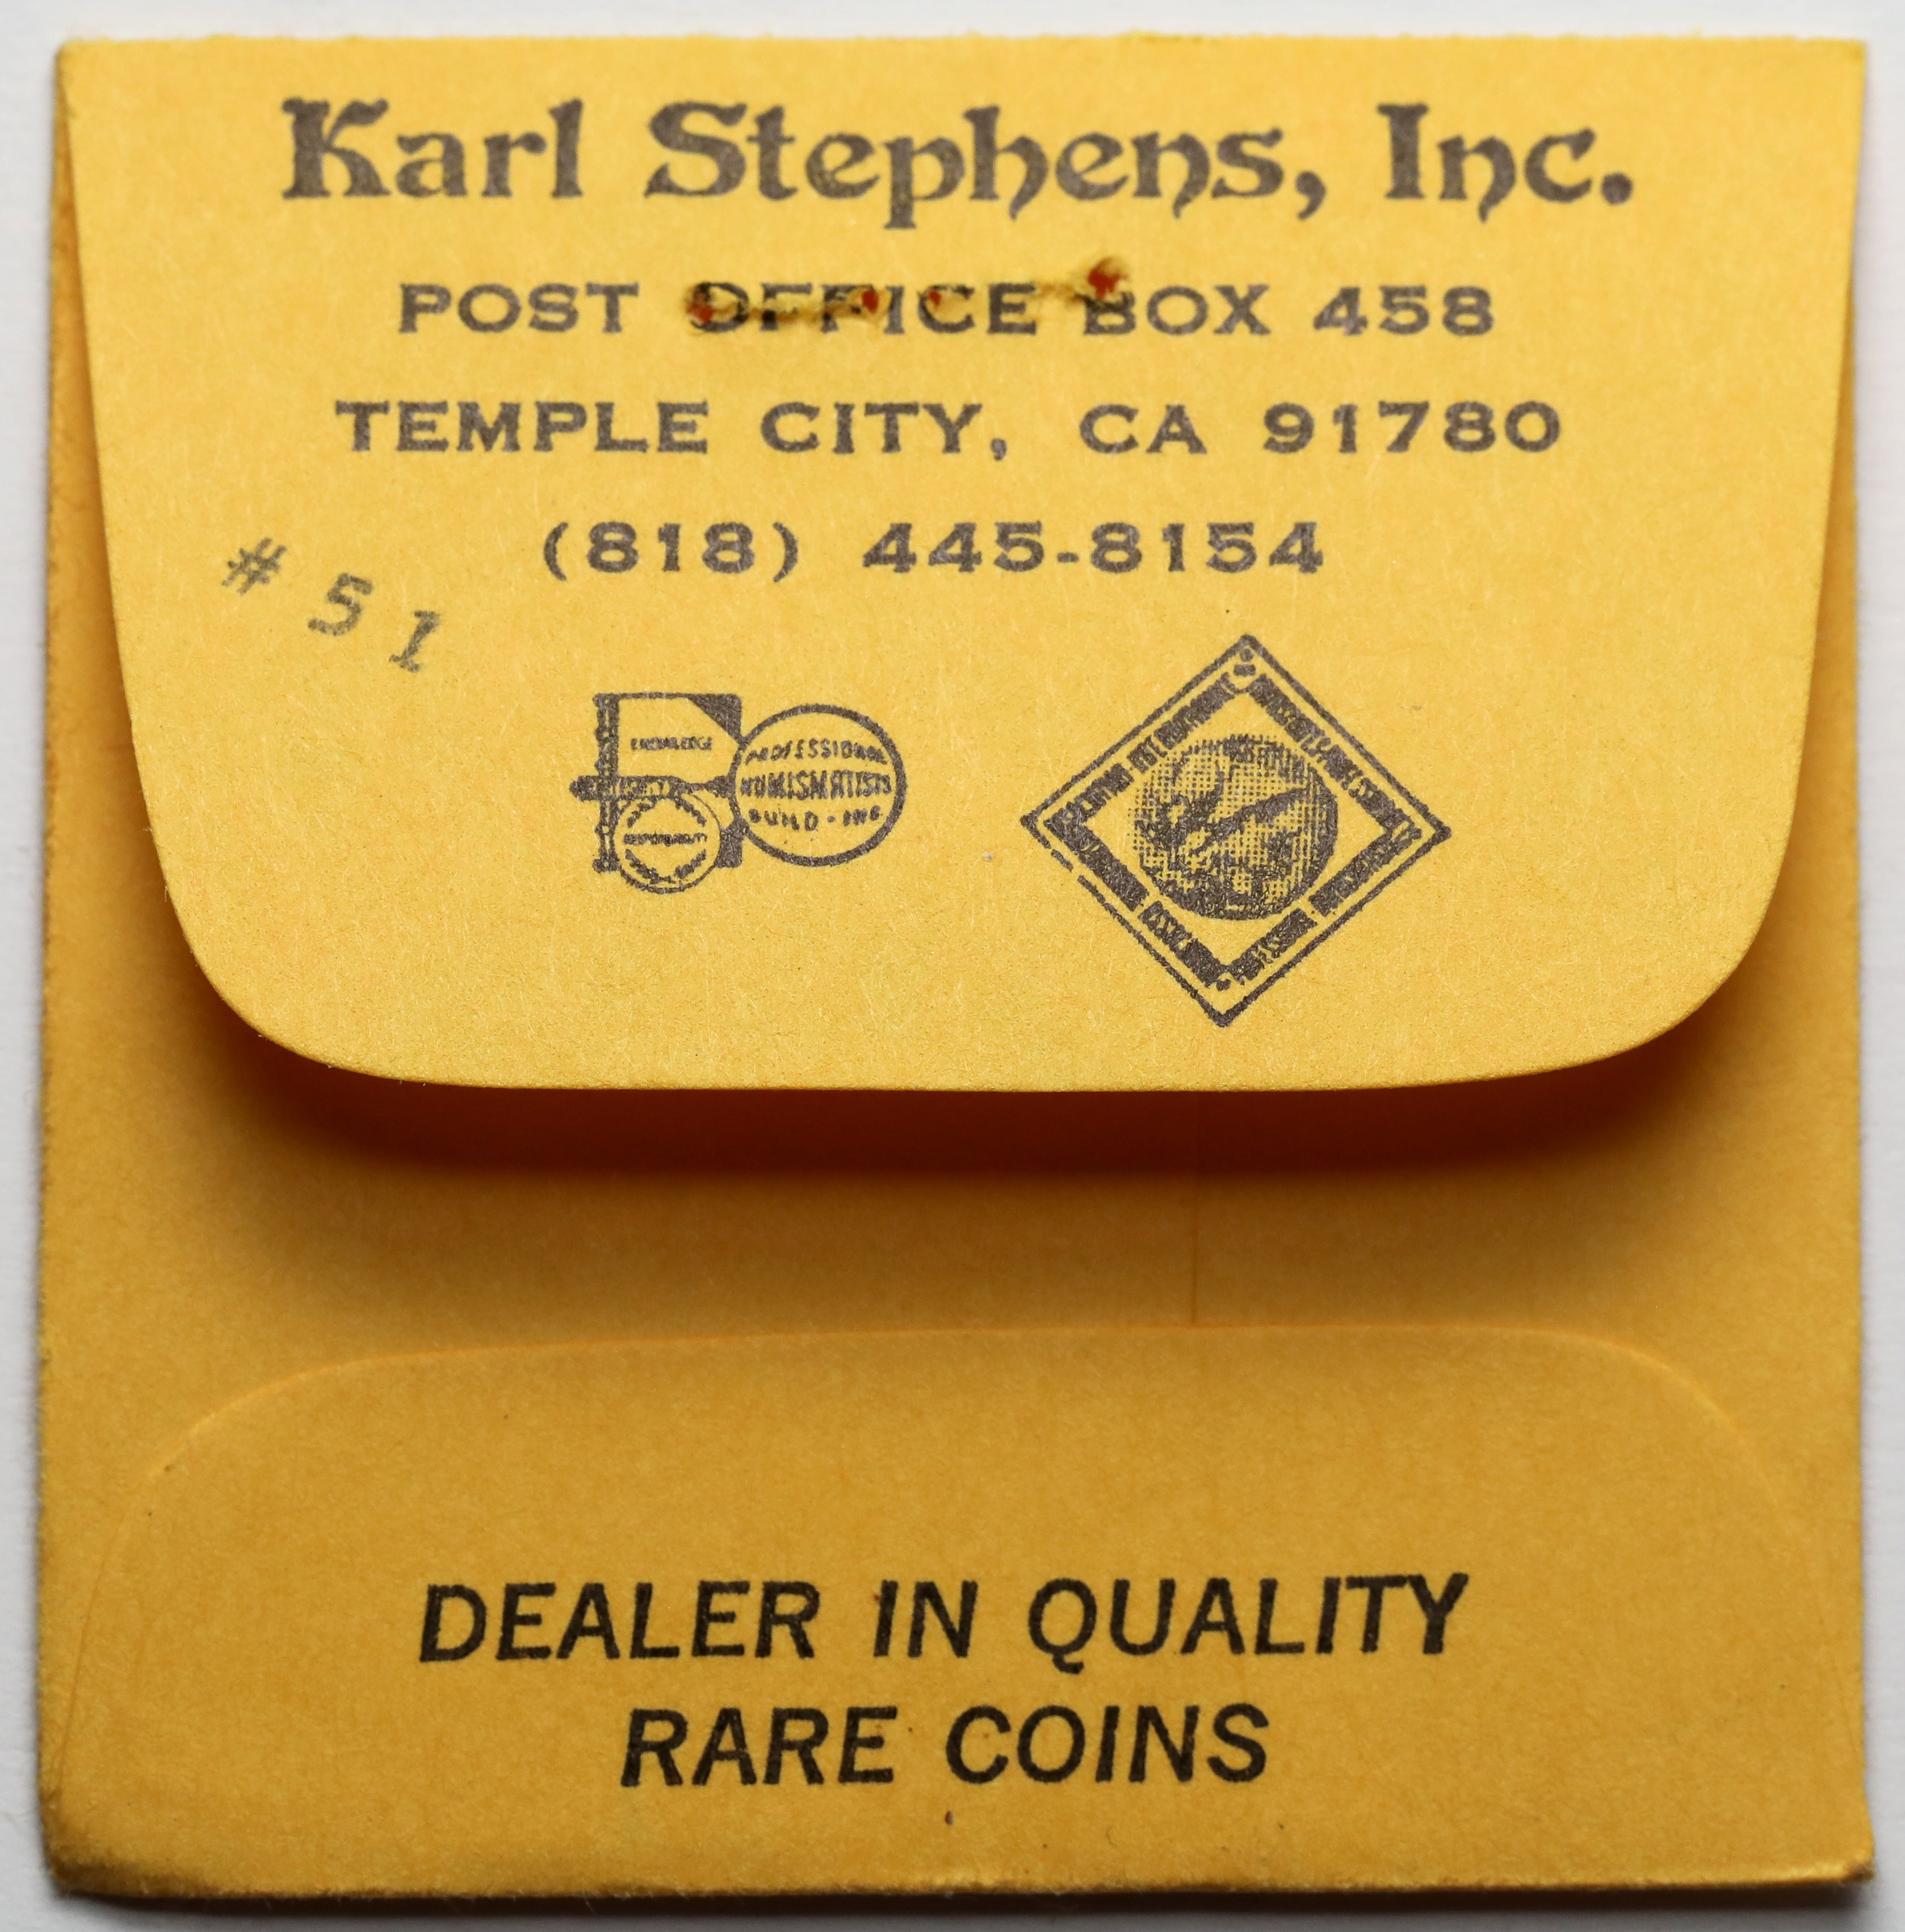 Karl Stephens, Inc.
POST OFFICE BOX 458
TEMPLE CITY, CA 91780
(818) 445-8154
# 51
KNOWLEDGE
PROFESSIONAL
NUMISMATISTS
GUILD - INC
DEALER IN QUALITY
RARE COINS